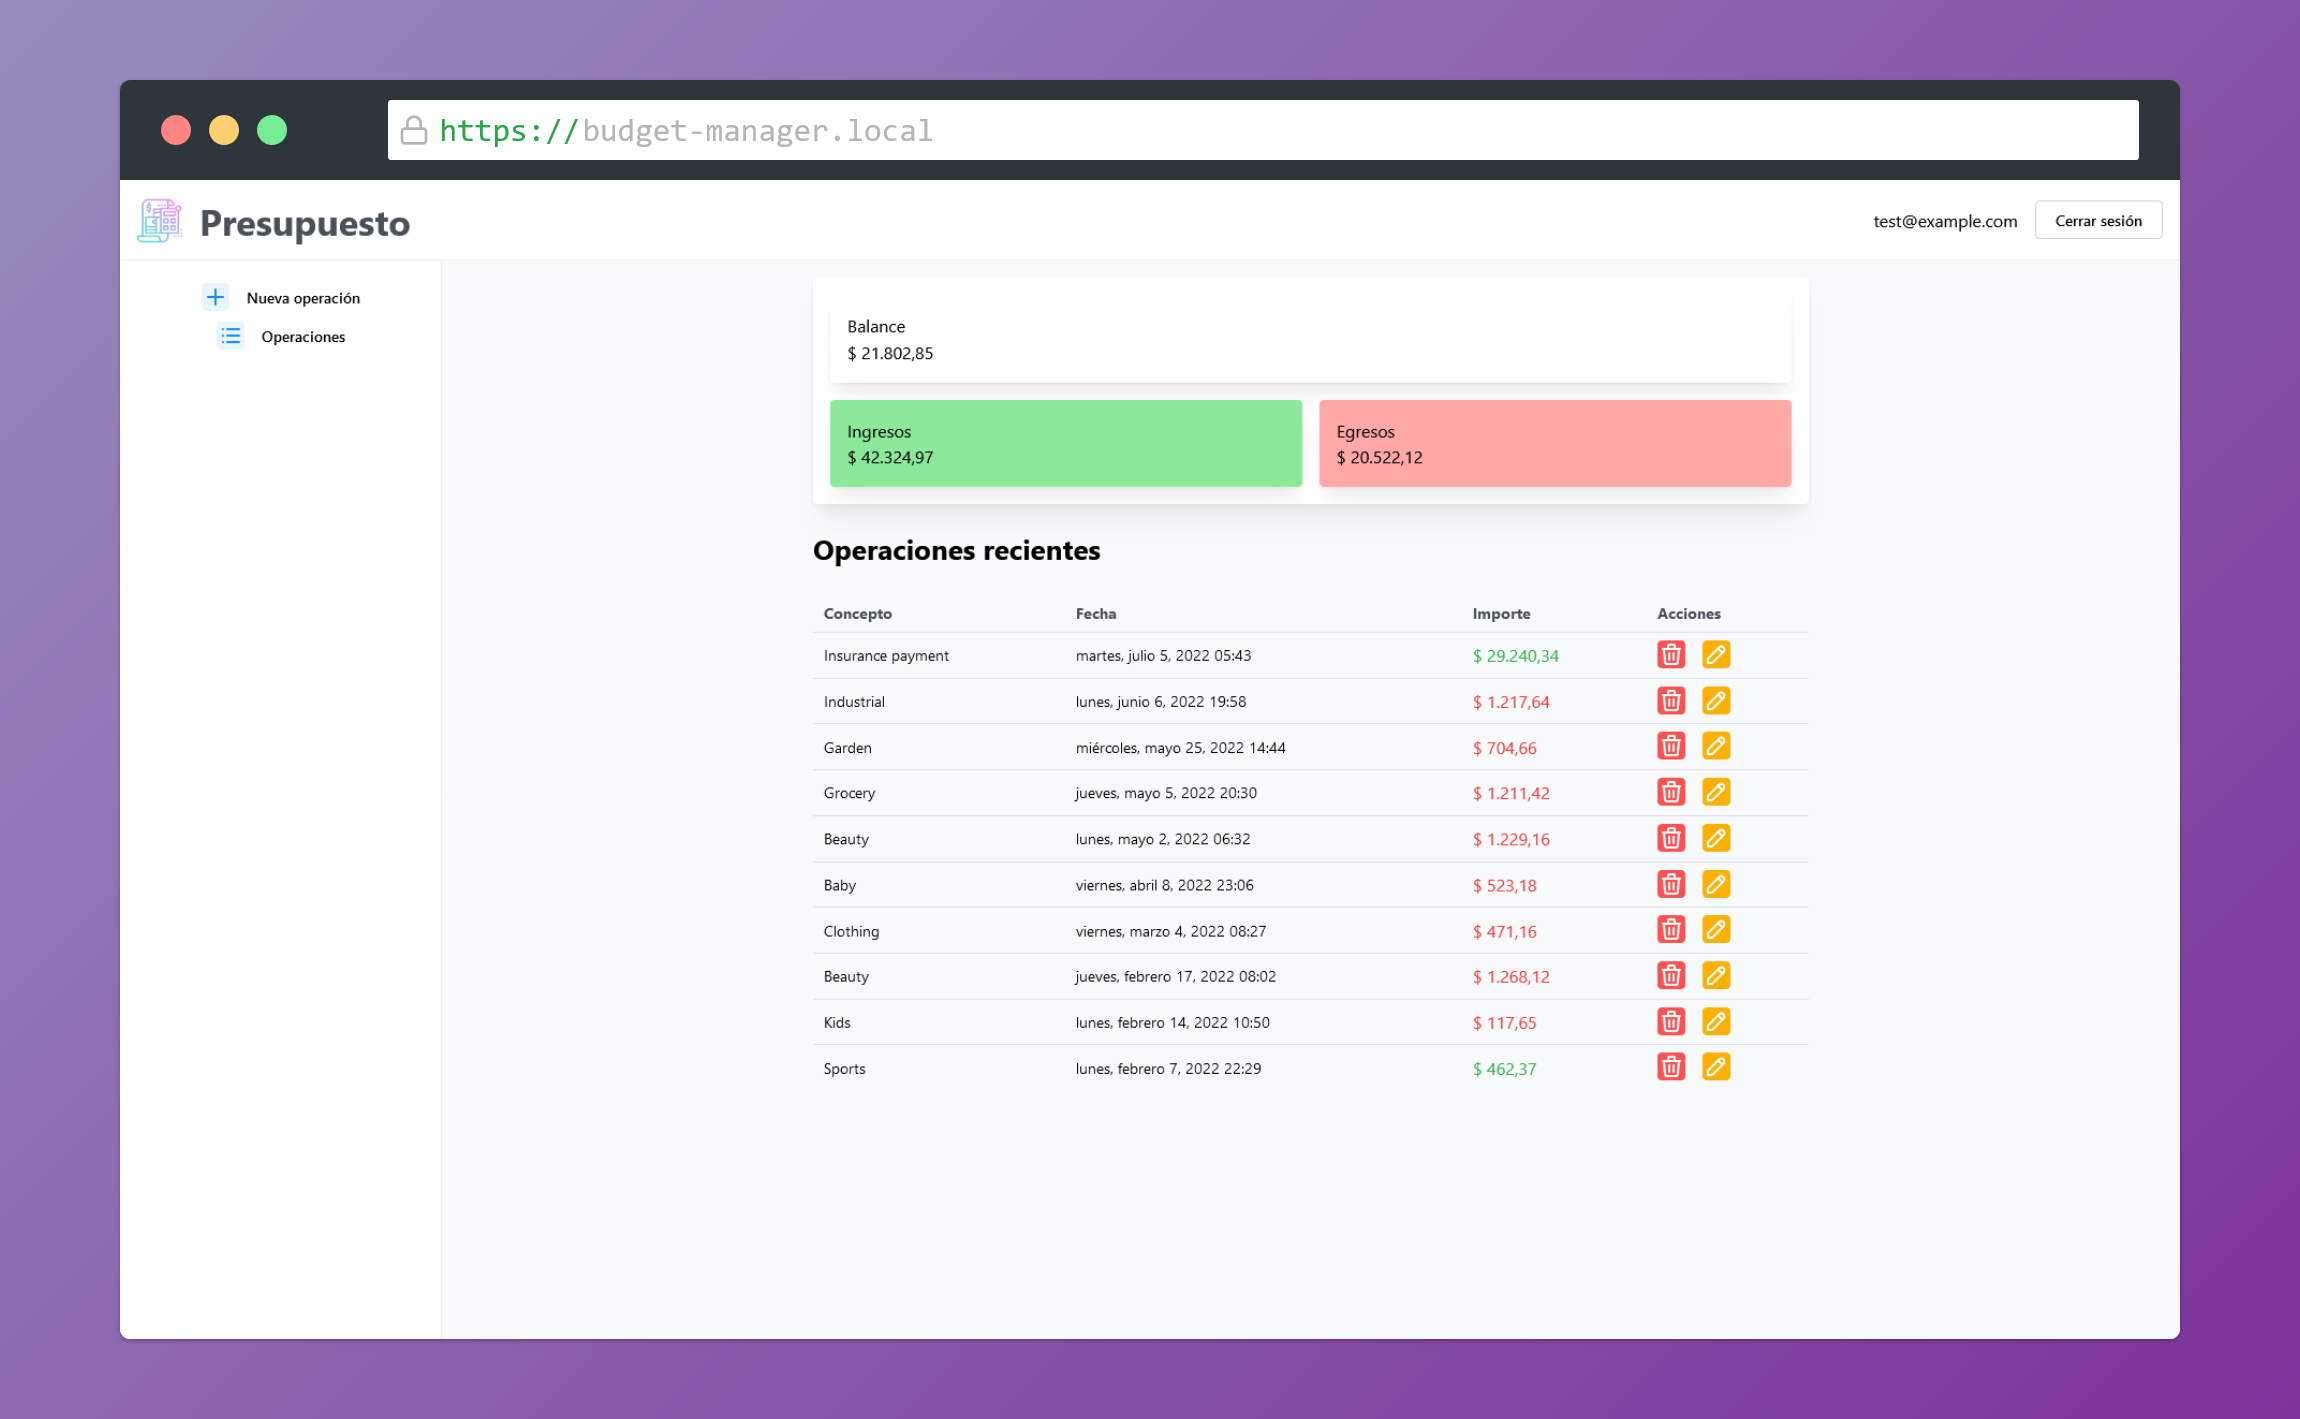 https://budget-manager.local
Presupuesto
test@example.com
Cerrar sesión
Nueva operación
Operaciones
Balance
$ 21.802,85
Ingresos
$ 42.324,97
Egresos
$ 20.522,12
Operaciones recientes
Concepto Fecha Importe Acciones
Insurance payment martes, julio 5, 2022 05:43 $ 29.240,34
Industrial lunes, junio 6, 2022 19:58 $ 1.217,64
Garden miércoles, mayo 25, 2022 14:44 $ 704,66
Grocery jueves, mayo 5, 2022 20:30 $ 1.211,42
Beauty lunes, mayo 2, 2022 06:32 $ 1.229,16
Baby viernes, abril 8, 2022 23:06 $ 523,18
Clothing viernes, marzo 4, 2022 08:27 $ 471,16
Beauty jueves, febrero 17, 2022 08:02 $ 1.268,12
Kids lunes, febrero 14, 2022 10:50 $ 117,65
Sports lunes, febrero 7, 2022 22:29 $ 462,37